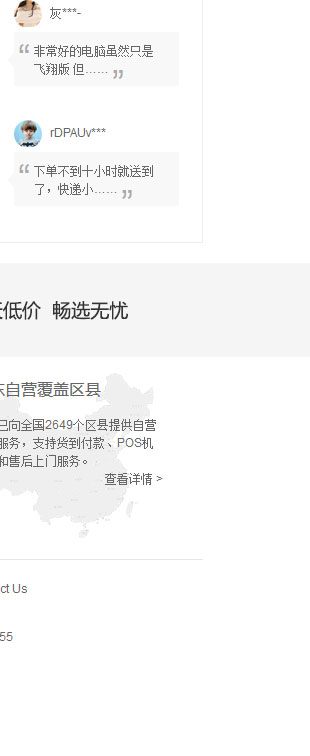 灰***-
“ 非常好的电脑虽然只是
飞翔版 但…… ”
rDPAUv***
“ 下单不到十小时就送到
了，快递小…… ”
低价 畅选无忧
自营覆盖区县
已向全国2649个区县提供自营
服务，支持货到付款、POS机
和售后上门服务。
查看详情 >
ct Us
55